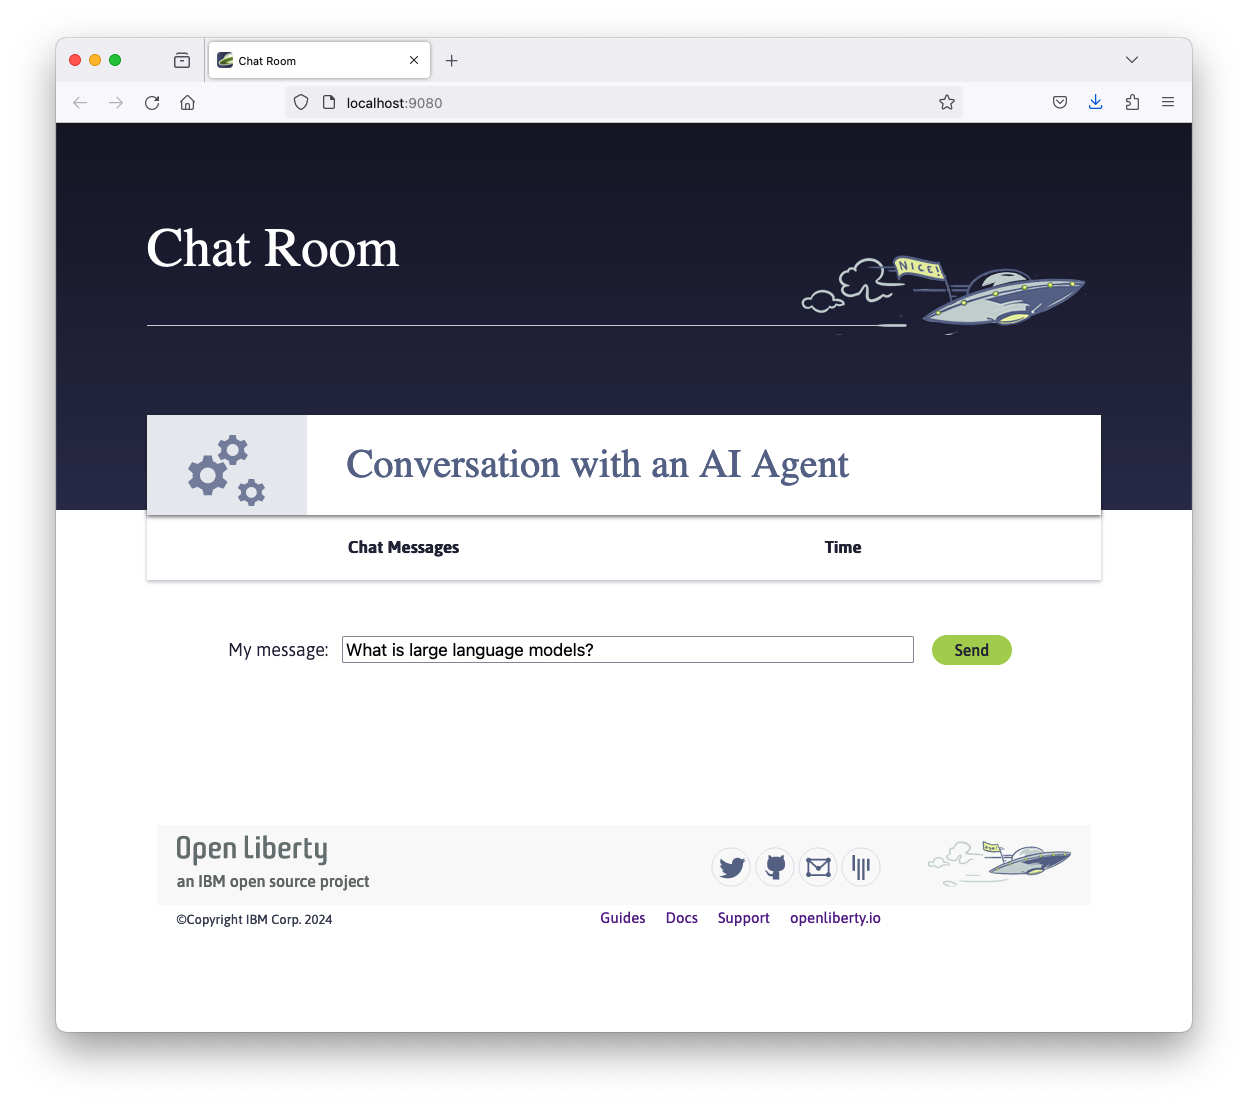 Chat Room
localhost:9080
Chat Room
NICE!
Conversation with an AI Agent
Chat Messages Time
My message: What is large language models? Send
Open Liberty
an IBM open source project
©Copyright IBM Corp. 2024
Guides Docs Support openliberty.io